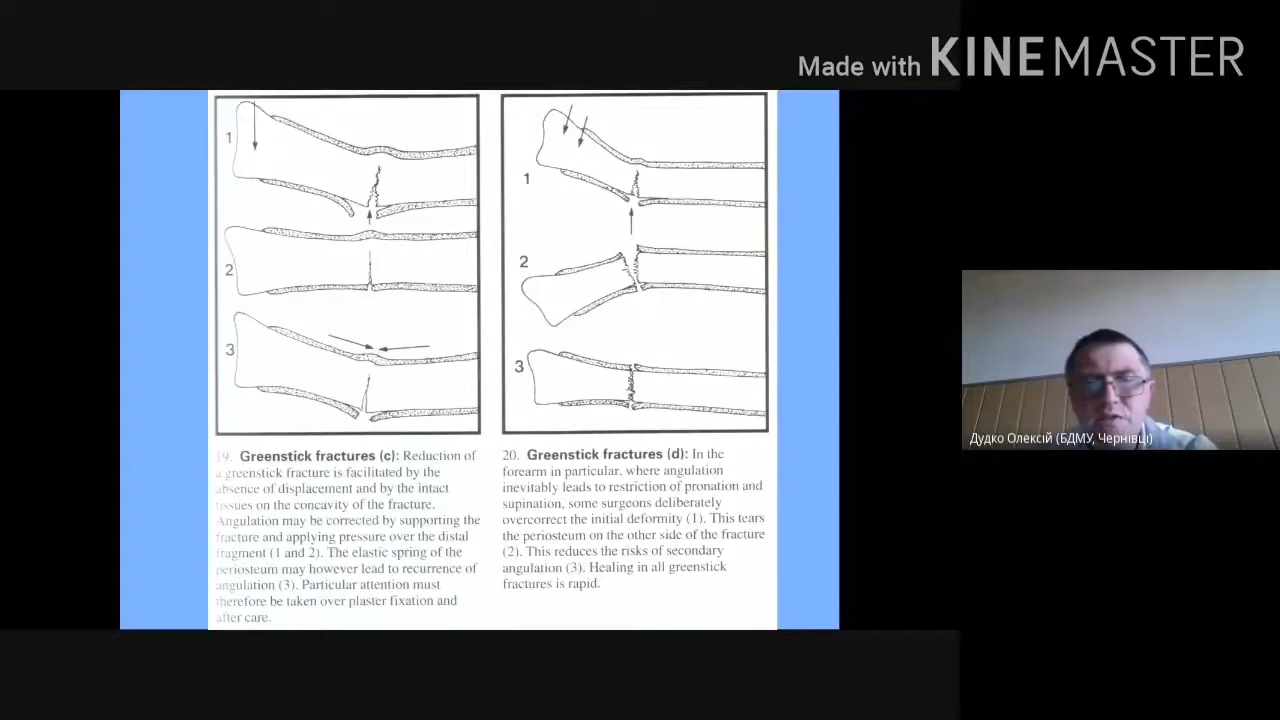 Made with KINEMASTER
1
2
3
1
2
3
19. Greenstick fractures (c): Reduction of
a greenstick fracture is facilitated by the
absence of displacement and by the intact
tissues on the concavity of the fracture.
Angulation may be corrected by supporting the
fracture and applying pressure over the distal
fragment (1 and 2). The elastic spring of the
periosteum may however lead to recurrence of
angulation (3). Particular attention must
therefore be taken over plaster fixation and
after care.
20. Greenstick fractures (d): In the
forearm in particular, where angulation
inevitably leads to restriction of pronation and
supination, some surgeons deliberately
overcorrect the initial deformity (1). This tears
the periosteum on the other side of the fracture
(2). This reduces the risks of secondary
angulation (3). Healing in all greenstick
fractures is rapid.
Дудко Олексій (БДМУ, Чернівці)